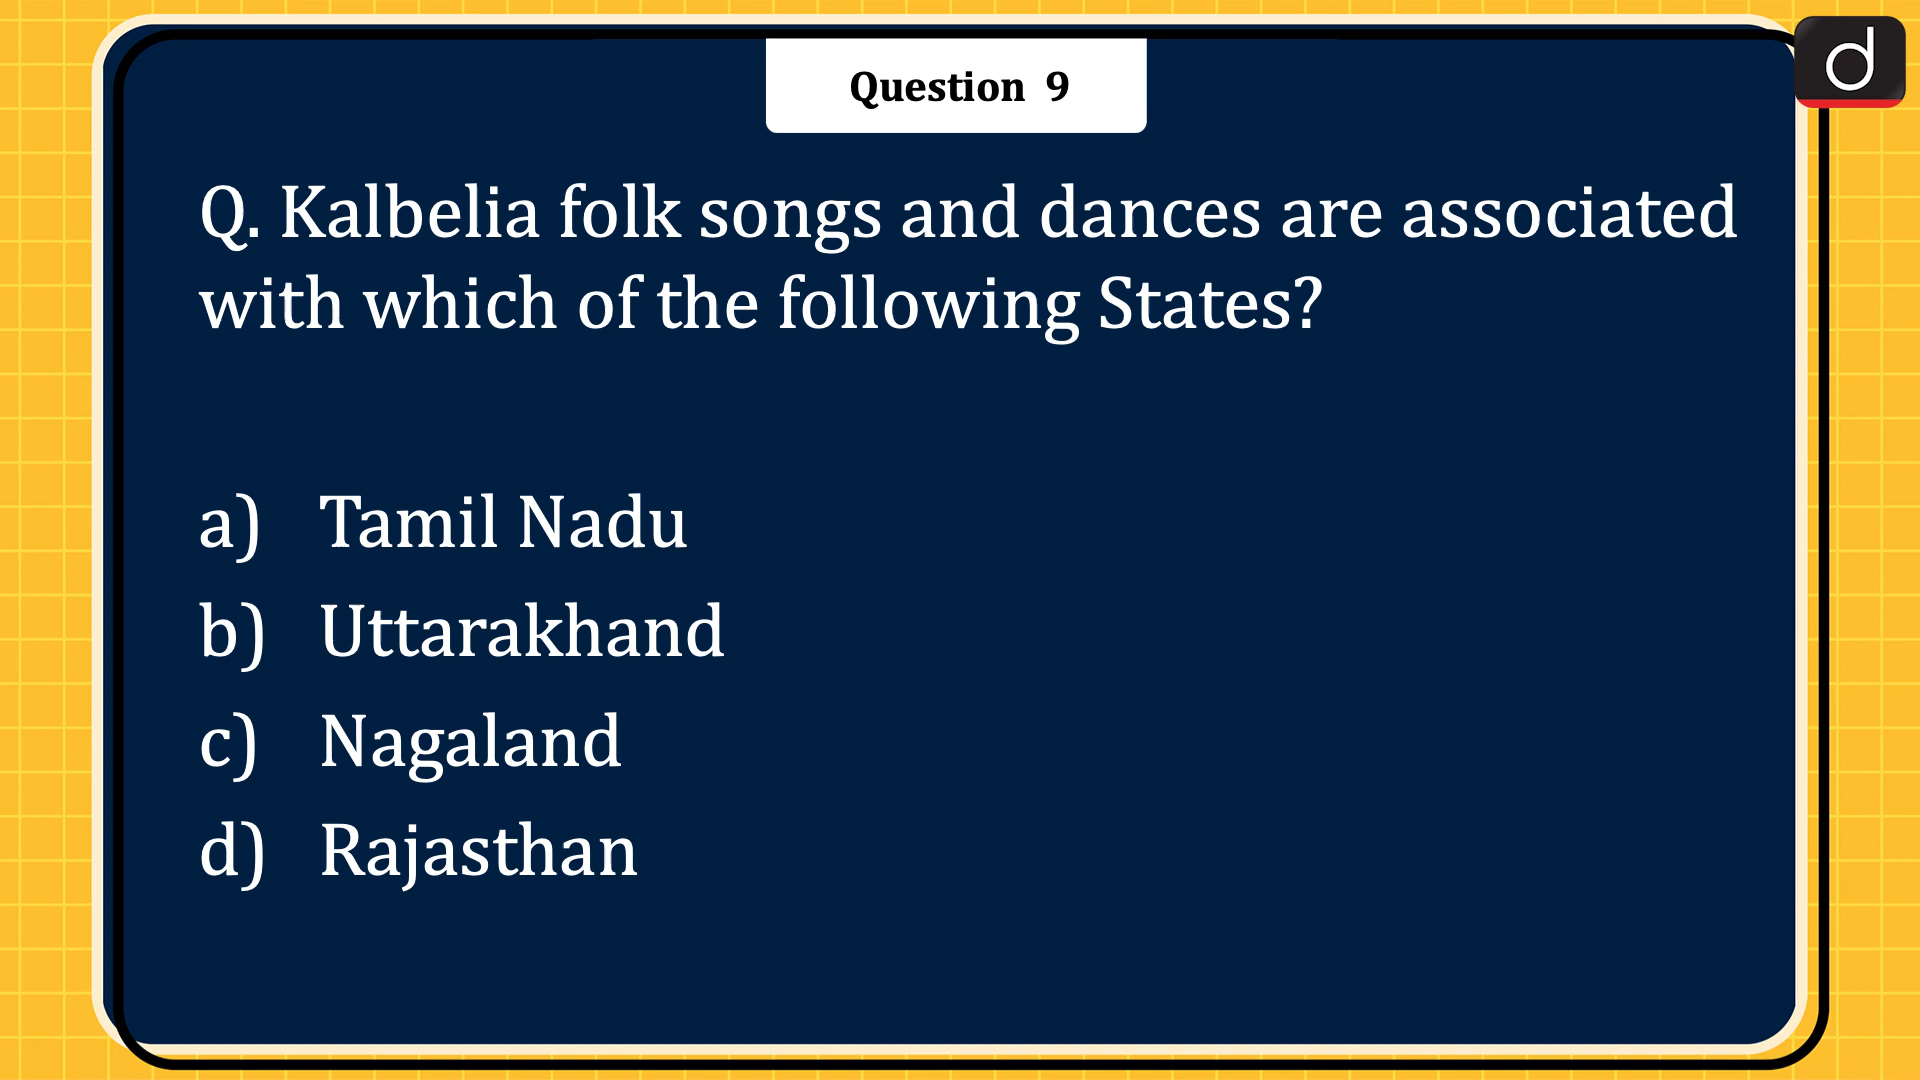 Question 9
d
Q. Kalbelia folk songs and dances are associated
with which of the following States?
a) Tamil Nadu
b) Uttarakhand
c) Nagaland
d) Rajasthan